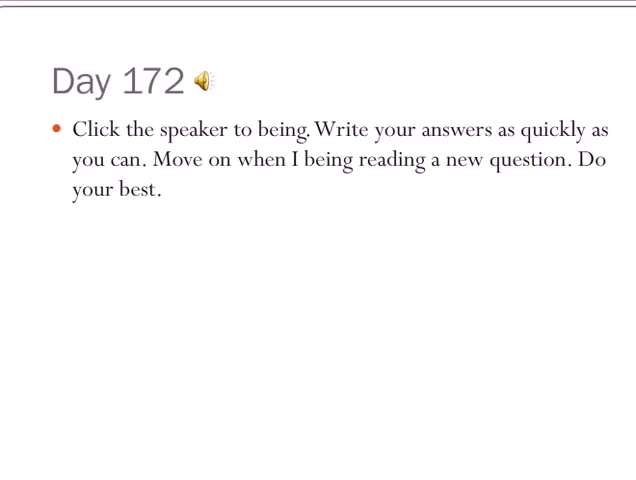 Day 172
• Click the speaker to being. Write your answers as quickly as
you can. Move on when I being reading a new question. Do
your best.